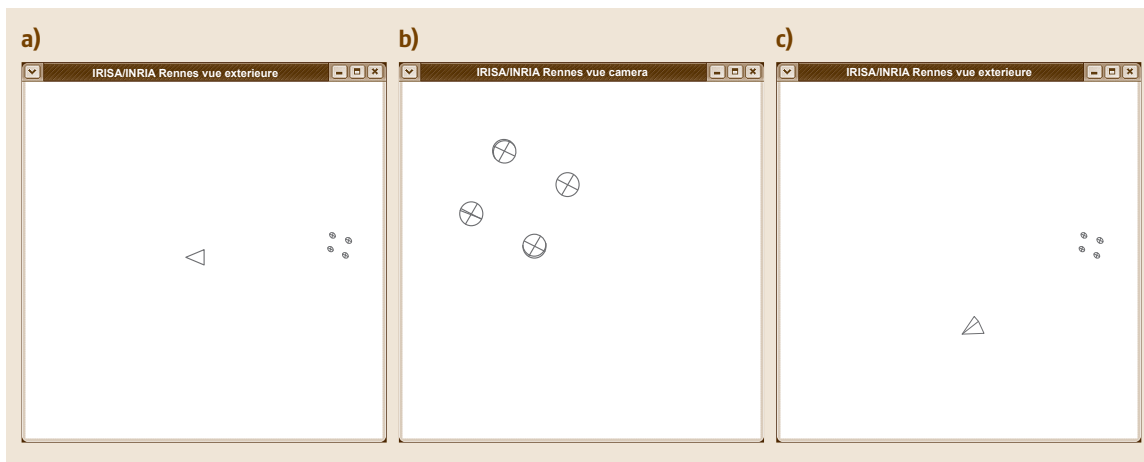 a)
b)
c)
IRISA/INRIA Rennes vue exterieure
IRISA/INRIA Rennes vue camera
IRISA/INRIA Rennes vue exterieure